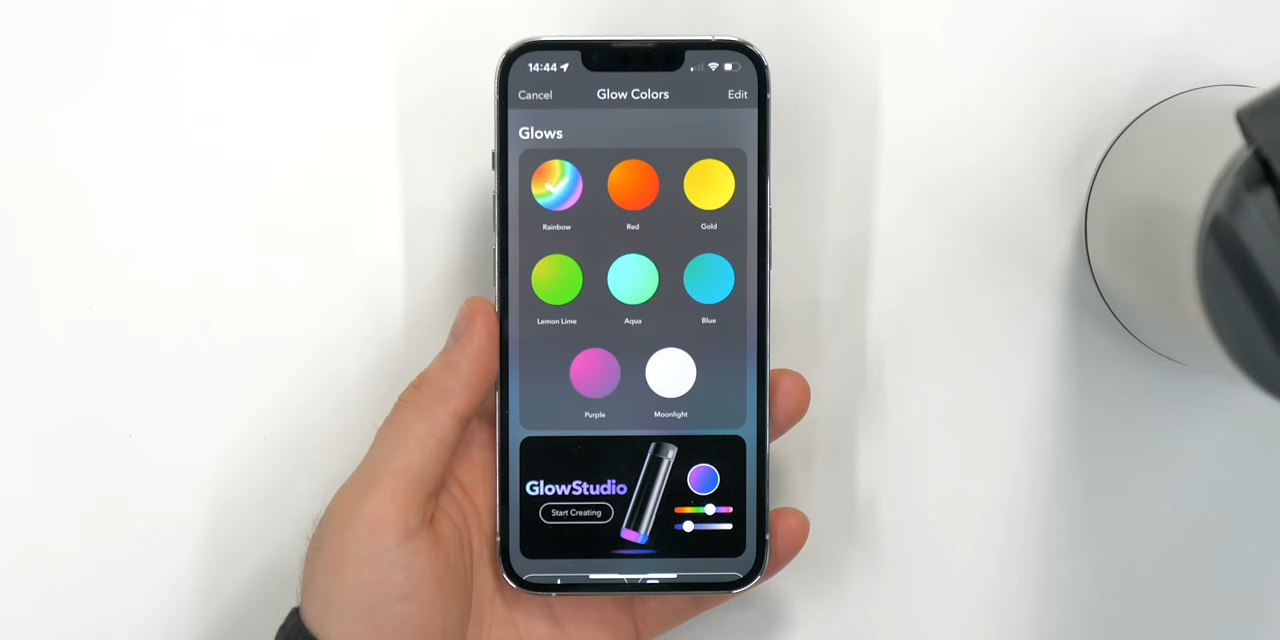 14:44
Cancel Glow Colors Edit
Glows
Rainbow Red Gold
Lemon Lime Aqua Blue
Purple Moonlight
GlowStudio
Start Creating